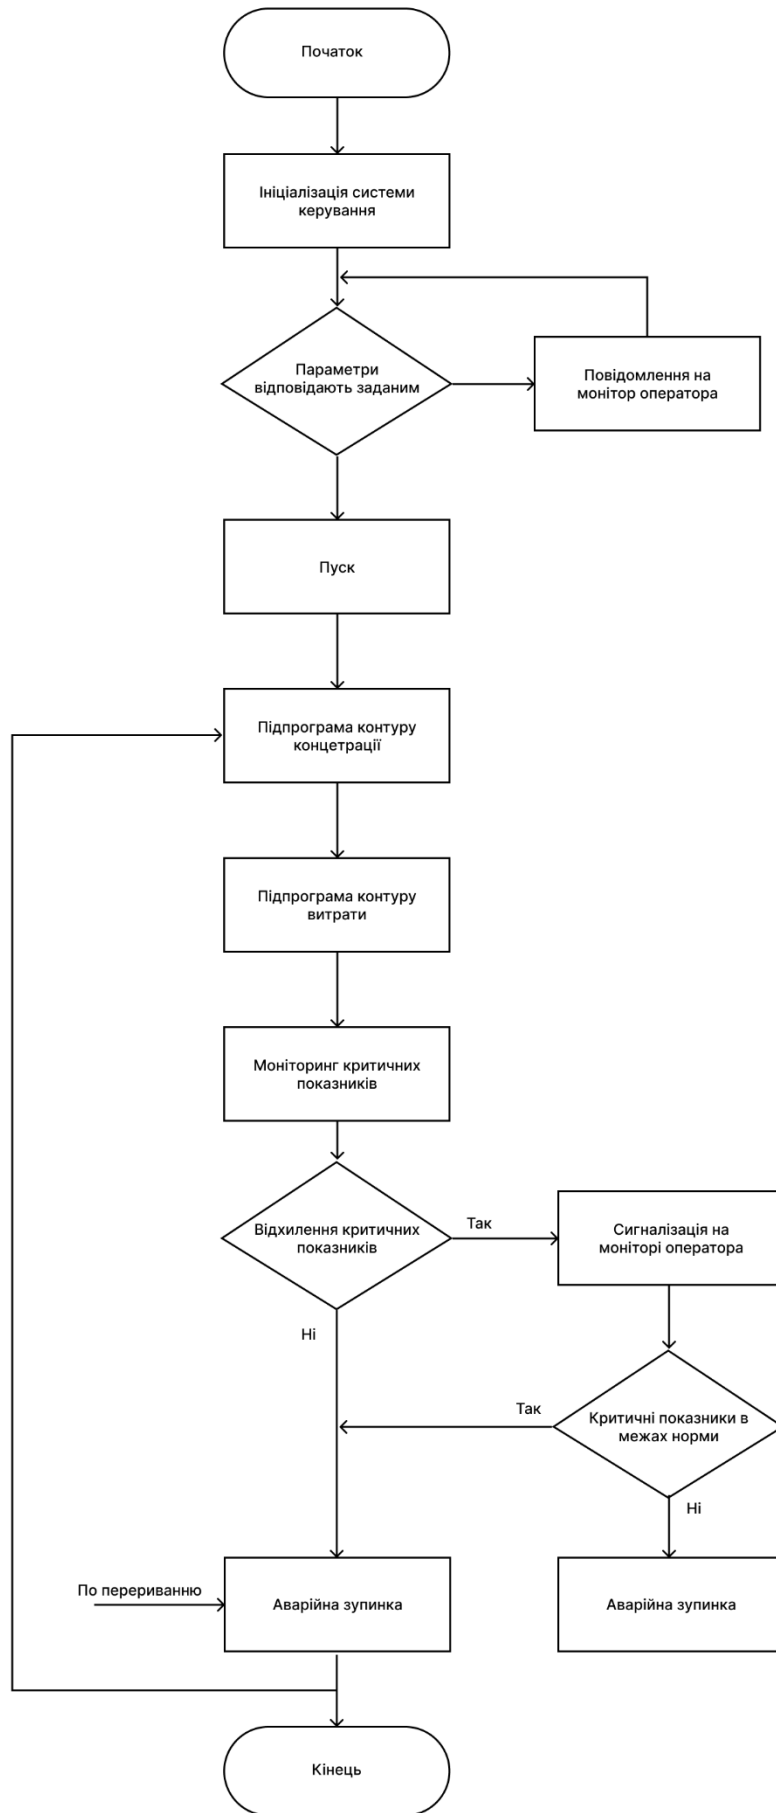 Початок
Ініціалізація системи
керування
Параметри
відповідають заданим
Повідомлення на
монітор оператора
Пуск
Підпрограма контуру
концетрації
Підпрограма контуру
витрати
Моніторинг критичних
показників
Відхилення критичних
показників
Так
Сигналізація на
моніторі оператора
Ні
Так
Критичні показники в
межах норми
Ні
По перериванню
Аварійна зупинка
Аварійна зупинка
Кінець